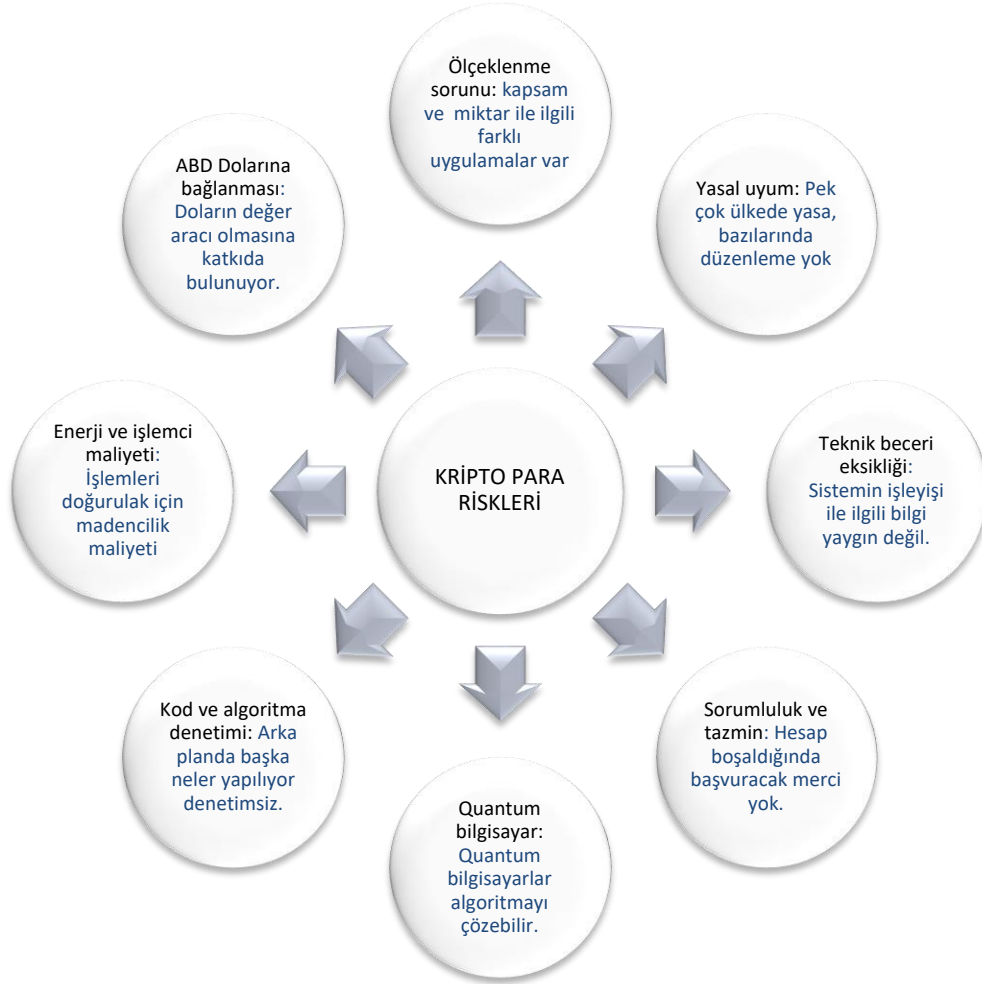 Ölçeklenme
sorunu: kapsam
ve miktar ile ilgili
farklı
uygulamalar var
Yasal uyum: Pek
çok ülkede yasa,
bazılarında
düzenleme yok
Teknik beceri
eksikliği:
Sistemin işleyişi
ile ilgili bilgi
yaygın değil.
Sorumluluk ve
tazmin: Hesap
boşaldığında
başvuracak merci
yok.
Quantum
bilgisayar:
Quantum
bilgisayarlar
algoritmayı
çözebilir.
Kod ve algoritma
denetimi: Arka
planda başka
neler yapılıyor
denetimsiz.
Enerji ve işlemci
maliyeti:
İşlemleri
doğurulak için
madencilik
maliyeti
ABD Dolarına
bağlanması:
Doların değer
aracı olmasına
katkıda
bulunuyor.
KRİPTO PARA
RİSKLERİ